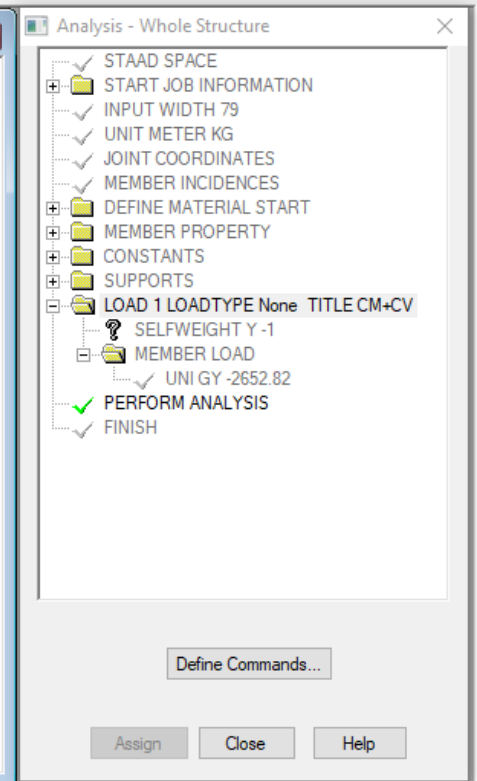 Analysis - Whole Structure
STAAD SPACE
START JOB INFORMATION
INPUT WIDTH 79
UNIT METER KG
JOINT COORDINATES
MEMBER INCIDENCES
DEFINE MATERIAL START
MEMBER PROPERTY
CONSTANTS
SUPPORTS
LOAD 1 LOADTYPE None TITLE CM+CV
SELFWEIGHT Y -1
MEMBER LOAD
UNI GY -2652.82
PERFORM ANALYSIS
FINISH
Define Commands...
Assign Close Help